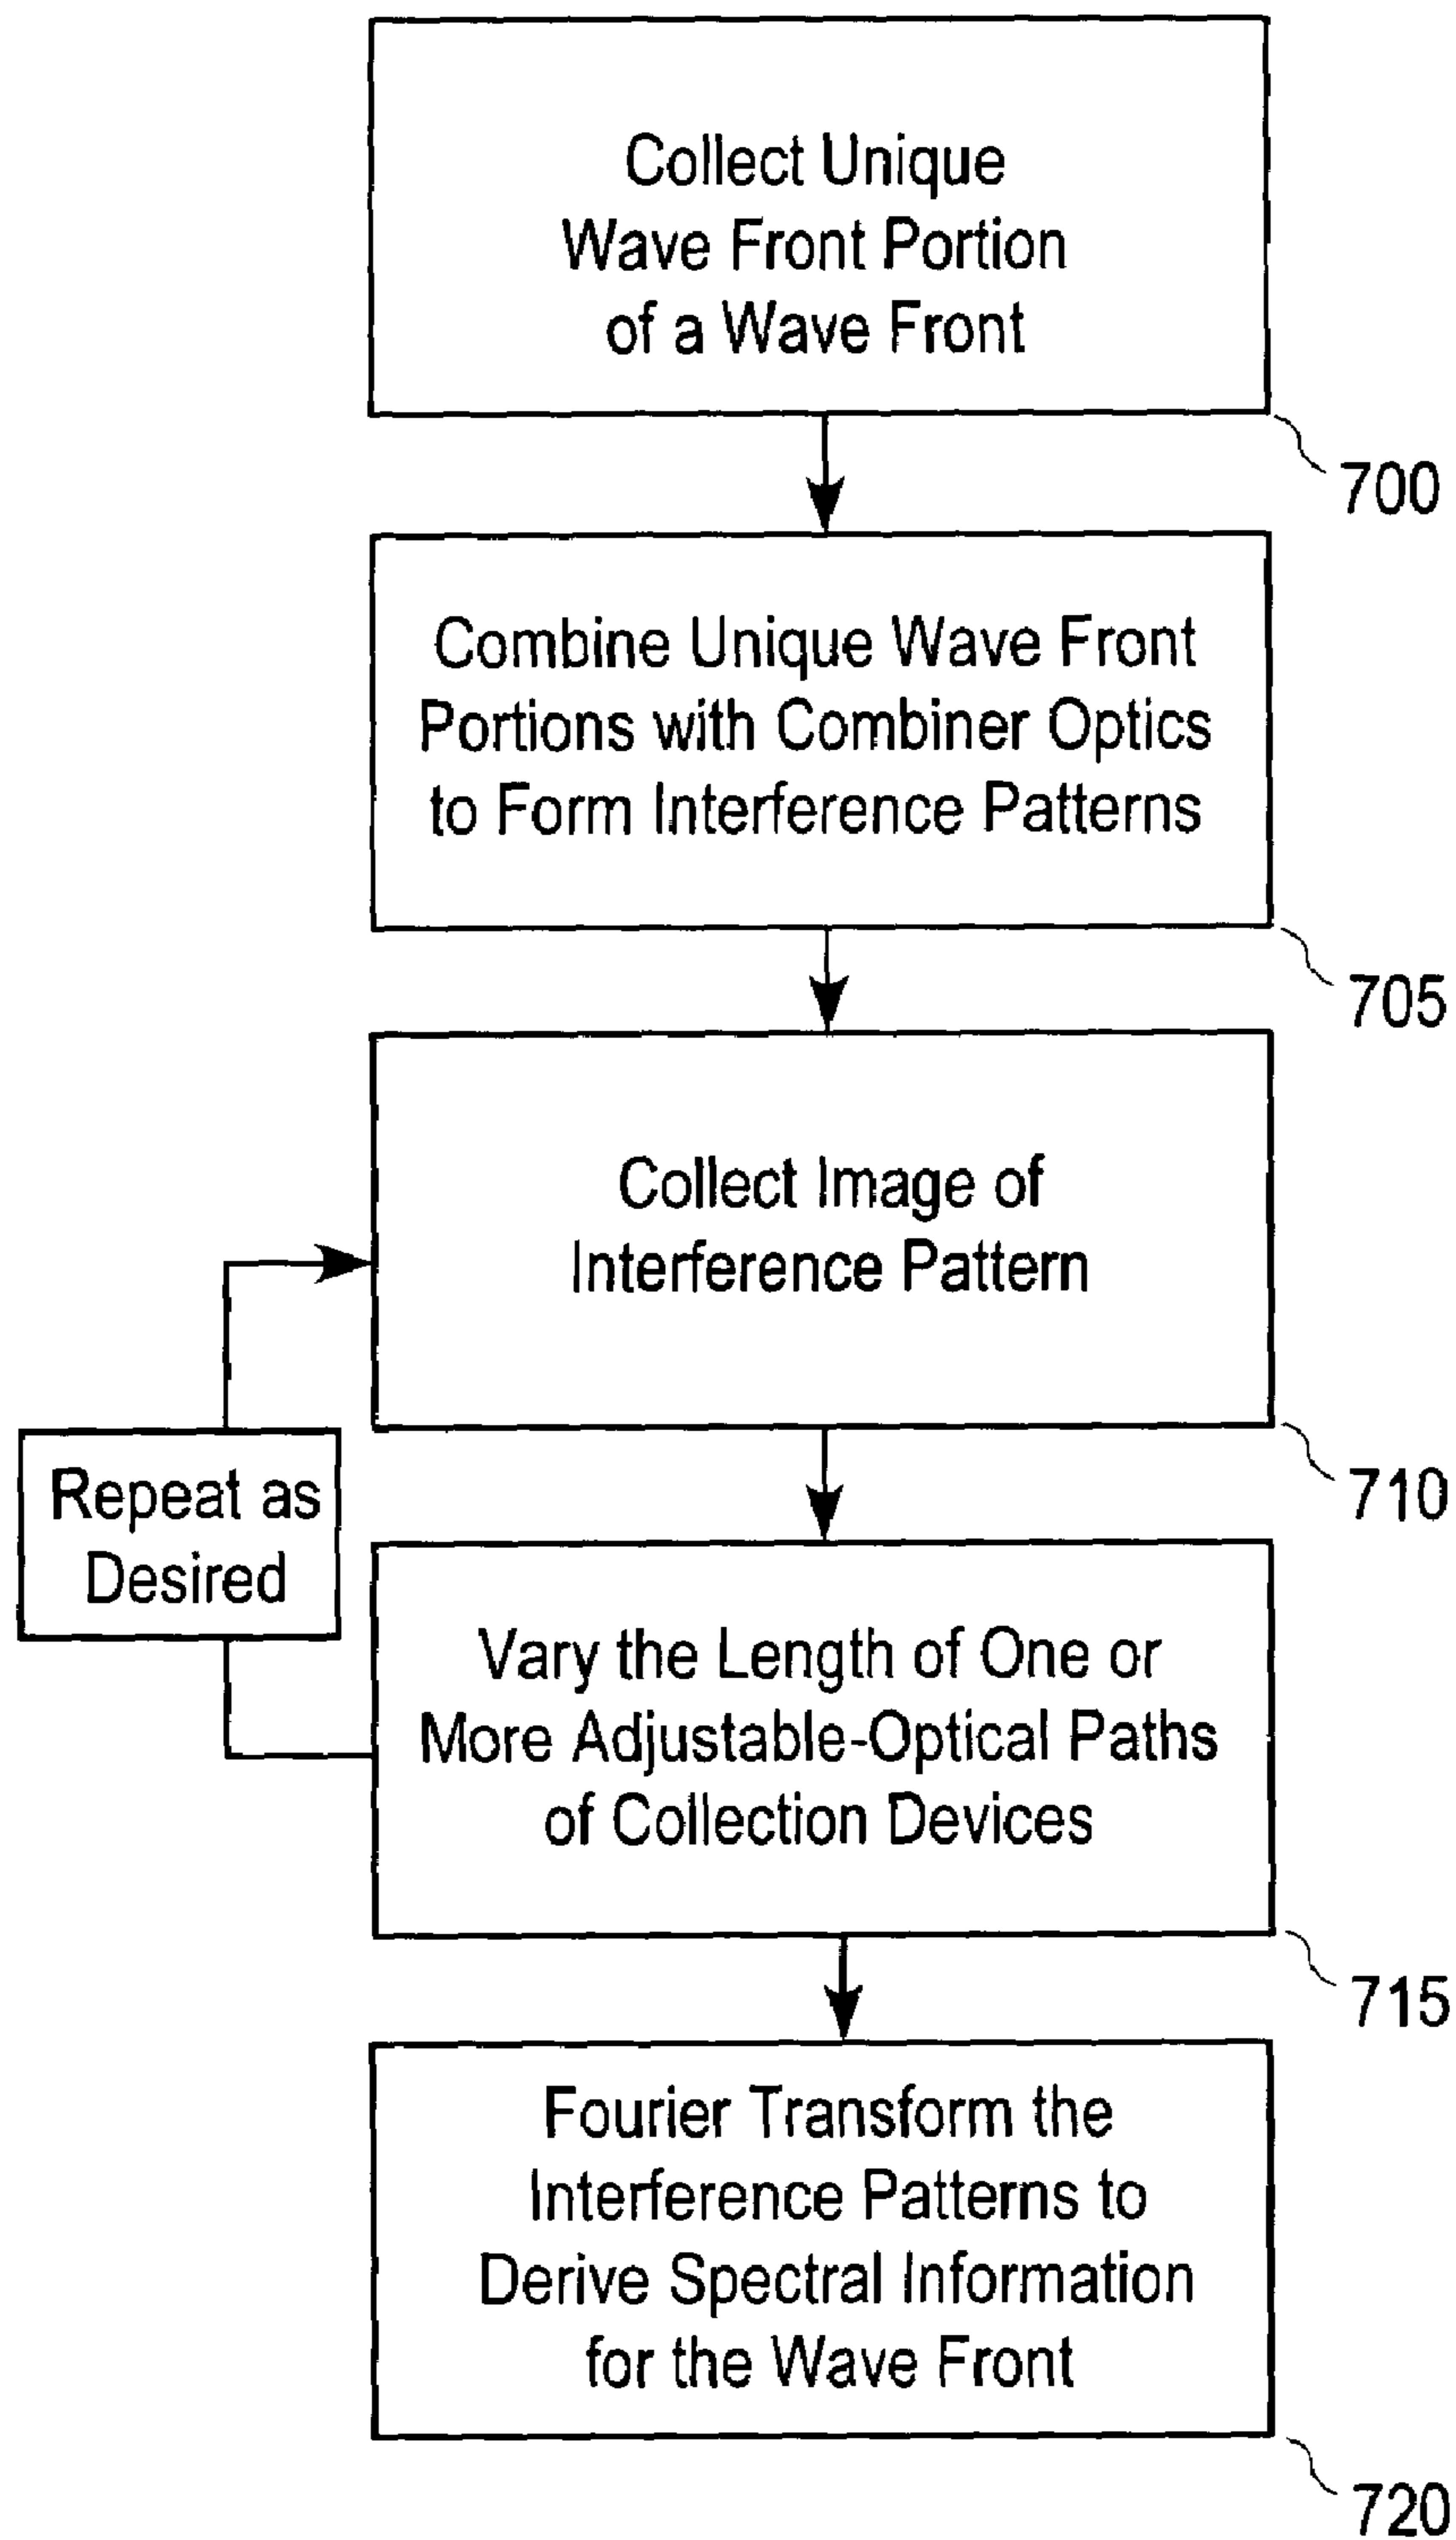 Collect Unique
Wave Front Portion
of a Wave Front
700
Combine Unique Wave Front
Portions with Combiner Optics
to Form Interference Patterns
705
Collect Image of
Interference Pattern
710
Repeat as
Desired
Vary the Length of One or
More Adjustable-Optical Paths
of Collection Devices
715
Fourier Transform the
Interference Patterns to
Derive Spectral Information
for the Wave Front
720